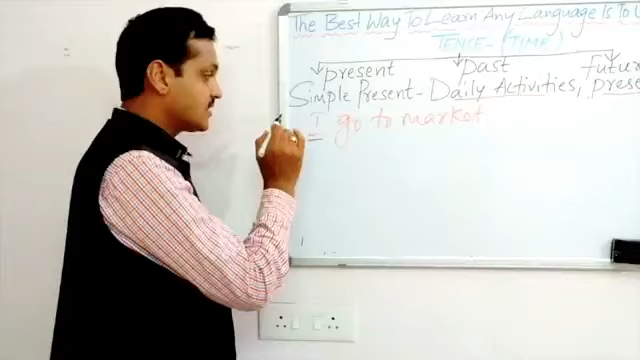 The Best Way To Learn Any Language Is To U
TENCE - (TIME)
present past futur
Simple Present - Daily Activities, prese
I go to market